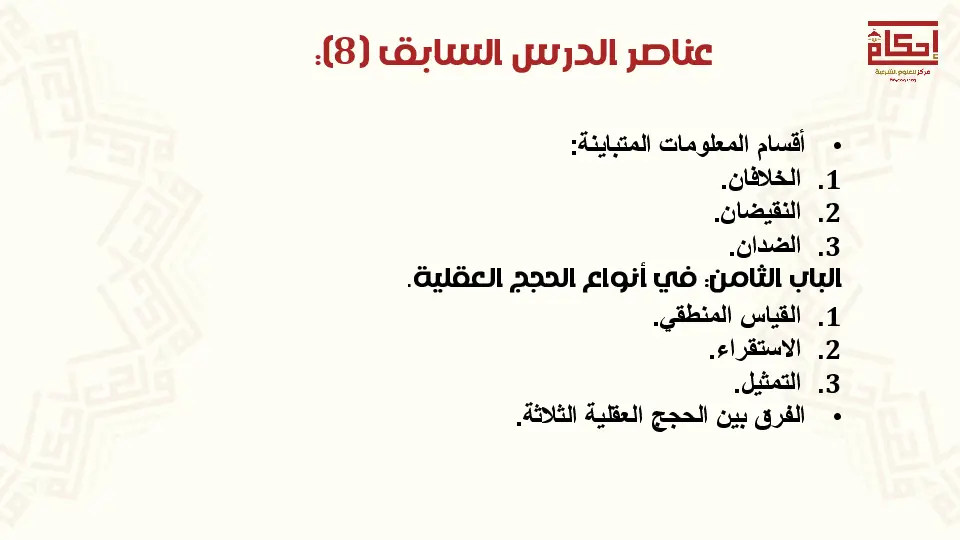 عناصر الدرس السابق (8):
إحكام
مركز للعلوم الشرعية
• أقسام المعلومات المتباينة:
1. الخلافان.
2. النقيضان.
3. الضدان.
الباب الثامن: في أنواع الحجج العقلية.
1. القياس المنطقي.
2. الاستقراء.
3. التمثيل.
• الفرق بين الحجج العقلية الثلاثة.